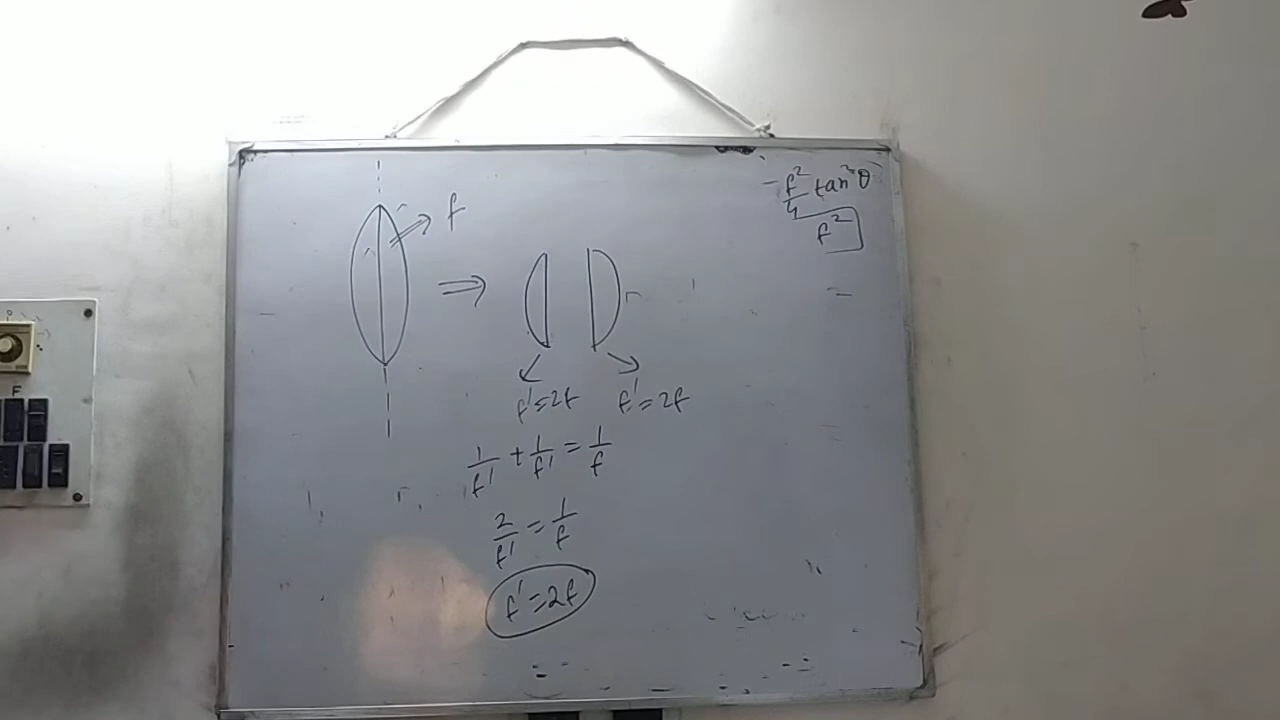 f
- f²/4 tan²θ
f²
f' = 2f
f' = 2f
1/f' + 1/f' = 1/f
2/f' = 1/f
f' = 2f
F